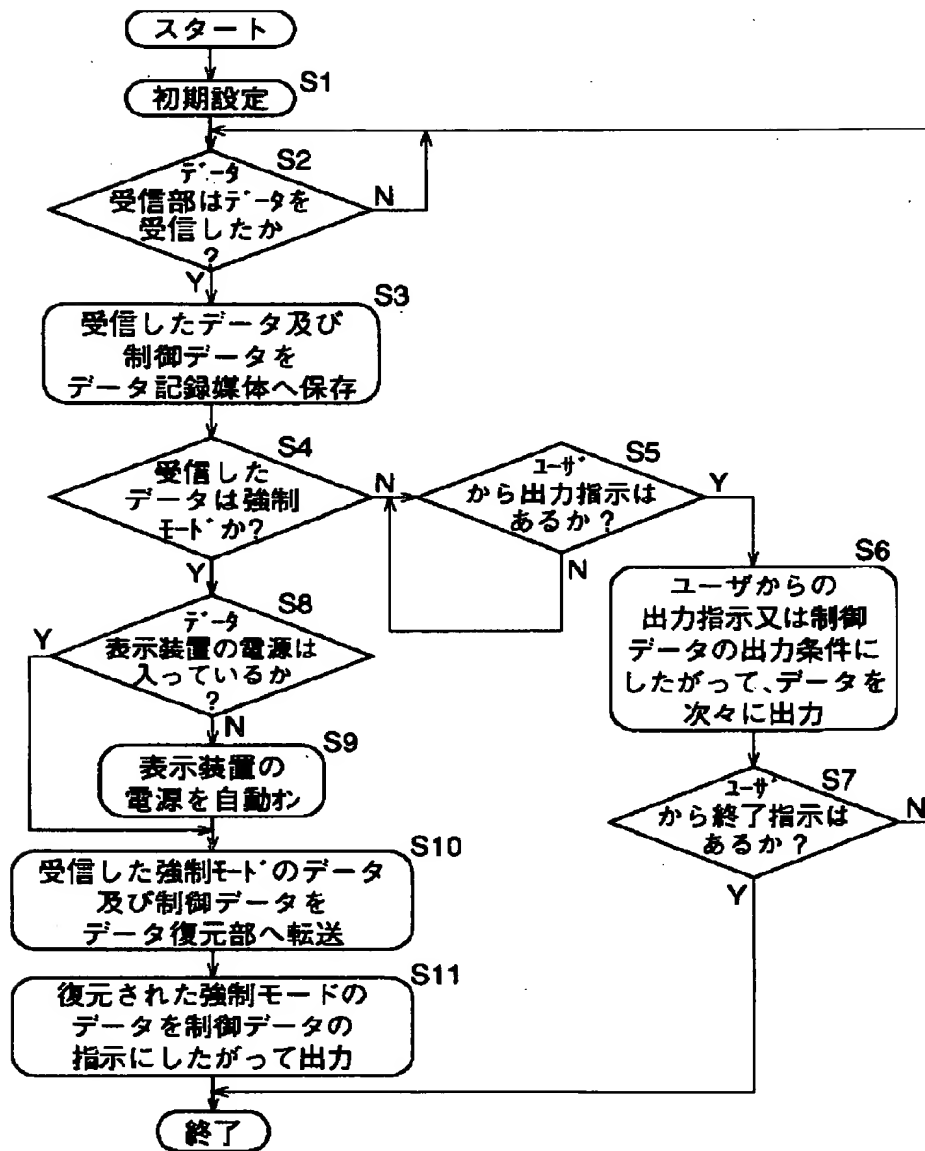 スタート
S1
初期設定
S2
データ
受信部はデータを
受信したか
?
N
Y
S3
受信したデータ及び
制御データを
データ記録媒体へ保存
S4
受信した
データは強制
モードか?
N
Y
S5
ユーザ
から出力指示は
あるか?
Y
N
S6
ユーザからの
出力指示又は制御
データの出力条件に
したがって、データを
次々に出力
S7
ユーザ
から終了指示は
あるか?
N
Y
S8
データ
表示装置の電源は
入っているか
?
Y
N
S9
表示装置の
電源を自動オン
S10
受信した強制モードのデータ
及び制御データを
データ復元部へ転送
S11
復元された強制モードの
データを制御データの
指示にしたがって出力
終了